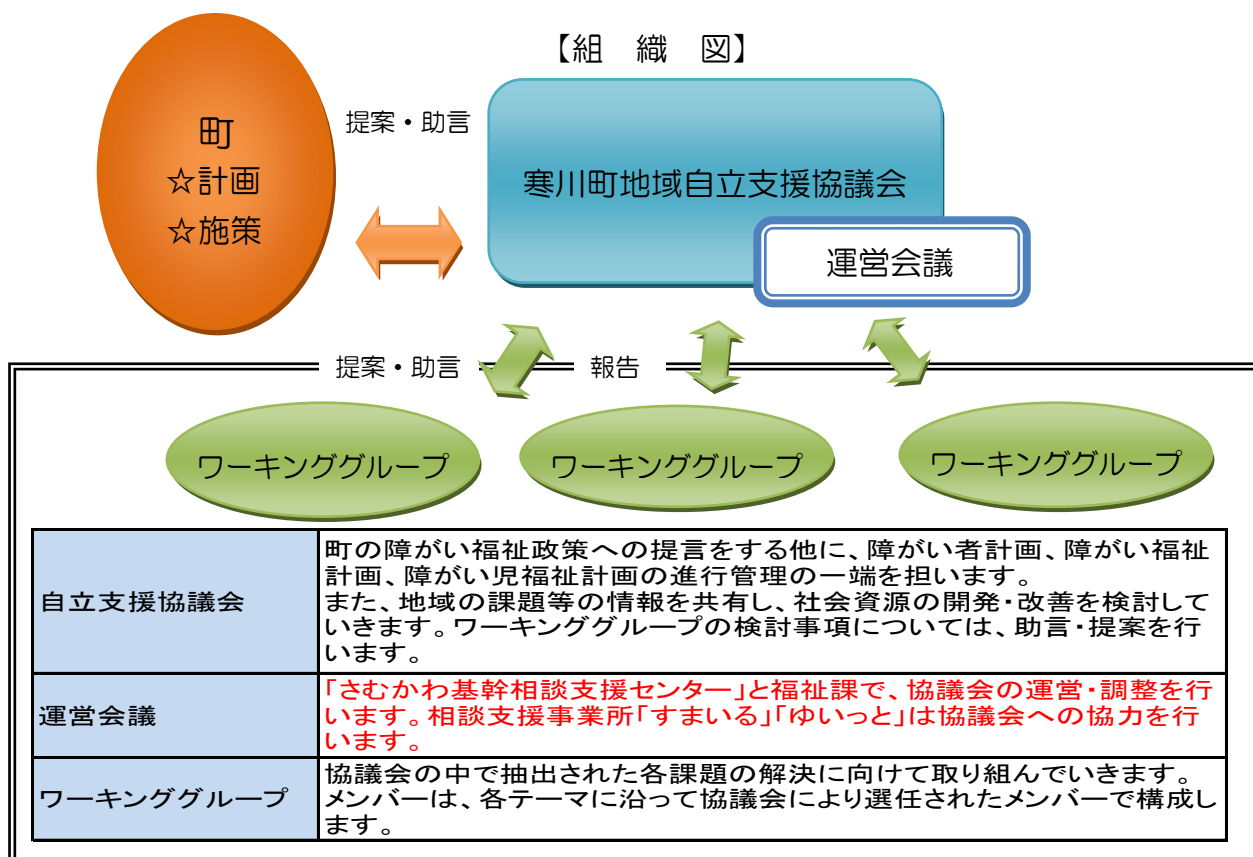 【組 織 図】
町
☆計画
☆施策
提案・助言
寒川町地域自立支援協議会
運営会議
提案・助言
報告
ワーキンググループ
ワーキンググループ
ワーキンググループ
自立支援協議会
町の障がい福祉政策への提言をする他に、障がい者計画、障がい福祉
計画、障がい児福祉計画の進行管理の一端を担います。
また、地域の課題等の情報を共有し、社会資源の開発・改善を検討して
いきます。ワーキンググループの検討事項については、助言・提案を行
います。
運営会議
「さむかわ基幹相談支援センター」と福祉課で、協議会の運営・調整を行
います。相談支援事業所「すまいる」「ゆいっと」は協議会への協力を行
います。
ワーキンググループ
協議会の中で抽出された各課題の解決に向けて取り組んでいきます。
メンバーは、各テーマに沿って協議会により選任されたメンバーで構成し
ます。